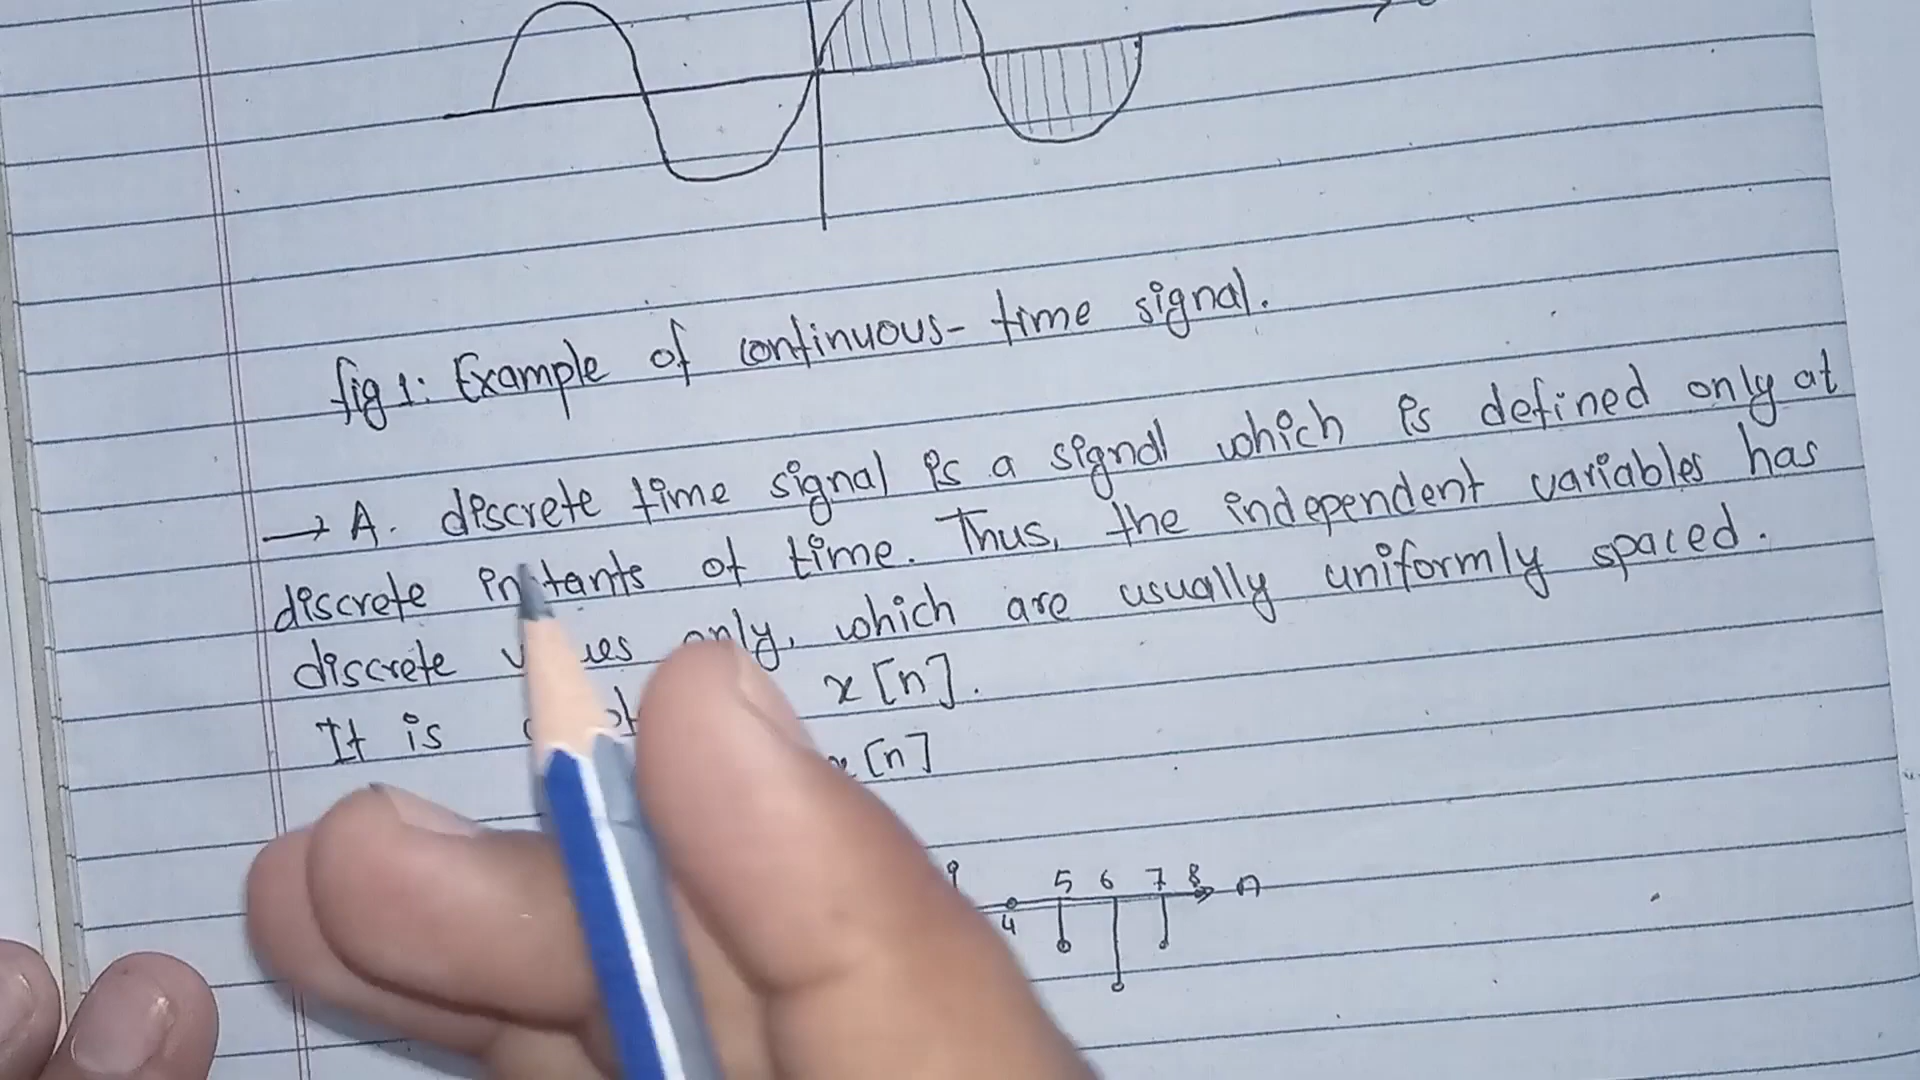 fig 1: Example of continuous- time signal.
→ A. discrete time signal is a signal which is defined only at
discrete instants of time. Thus, the independent variables has
discrete only, which are usually uniformly spaced.
It is x[n].
x[n]
5 6 7 8 n
4